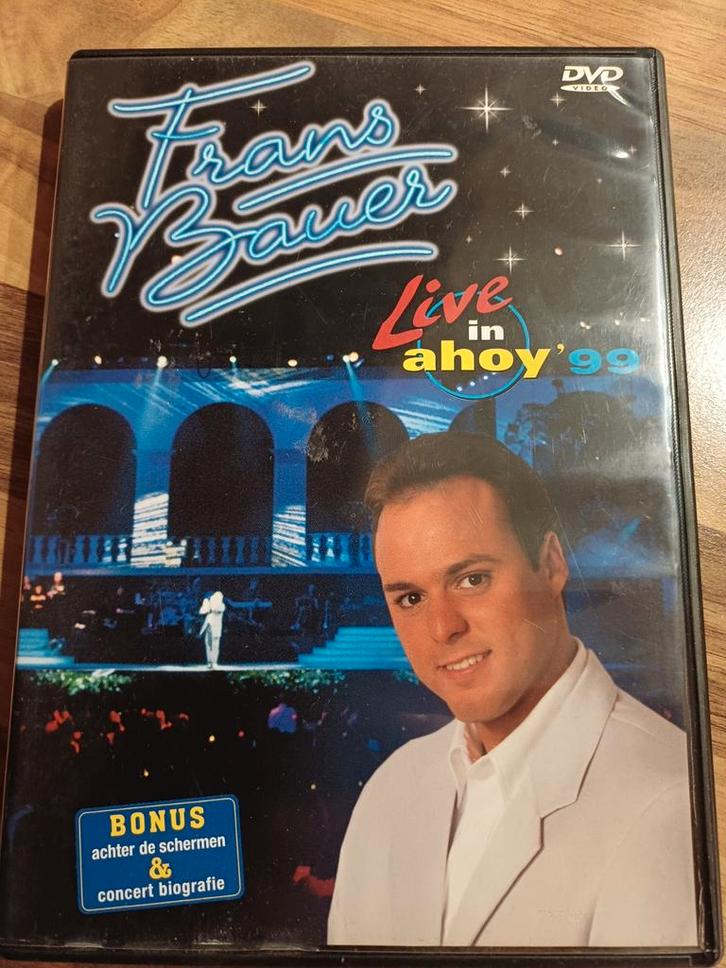 DVD
VIDEO
Frans
Bauer
Live
in
ahoy '99
BONUS
achter de schermen
&
concert biografie